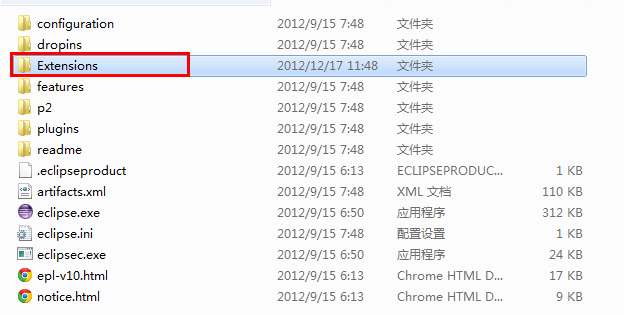 configuration 2012/9/15 7:48 文件夹
dropins 2012/9/15 7:48 文件夹
Extensions 2012/12/17 11:48 文件夹
features 2012/9/15 7:48 文件夹
p2 2012/9/15 7:48 文件夹
plugins 2012/9/15 7:48 文件夹
readme 2012/9/15 7:48 文件夹
.eclipseproduct 2012/9/15 6:13 ECLIPSEPRODUC... 1 KB
artifacts.xml 2012/9/15 7:48 XML 文档 110 KB
eclipse.exe 2012/9/15 6:50 应用程序 312 KB
eclipse.ini 2012/9/15 7:48 配置设置 1 KB
eclipsec.exe 2012/9/15 6:50 应用程序 24 KB
epl-v10.html 2012/9/15 6:13 Chrome HTML D... 17 KB
notice.html 2012/9/15 6:13 Chrome HTML D... 9 KB